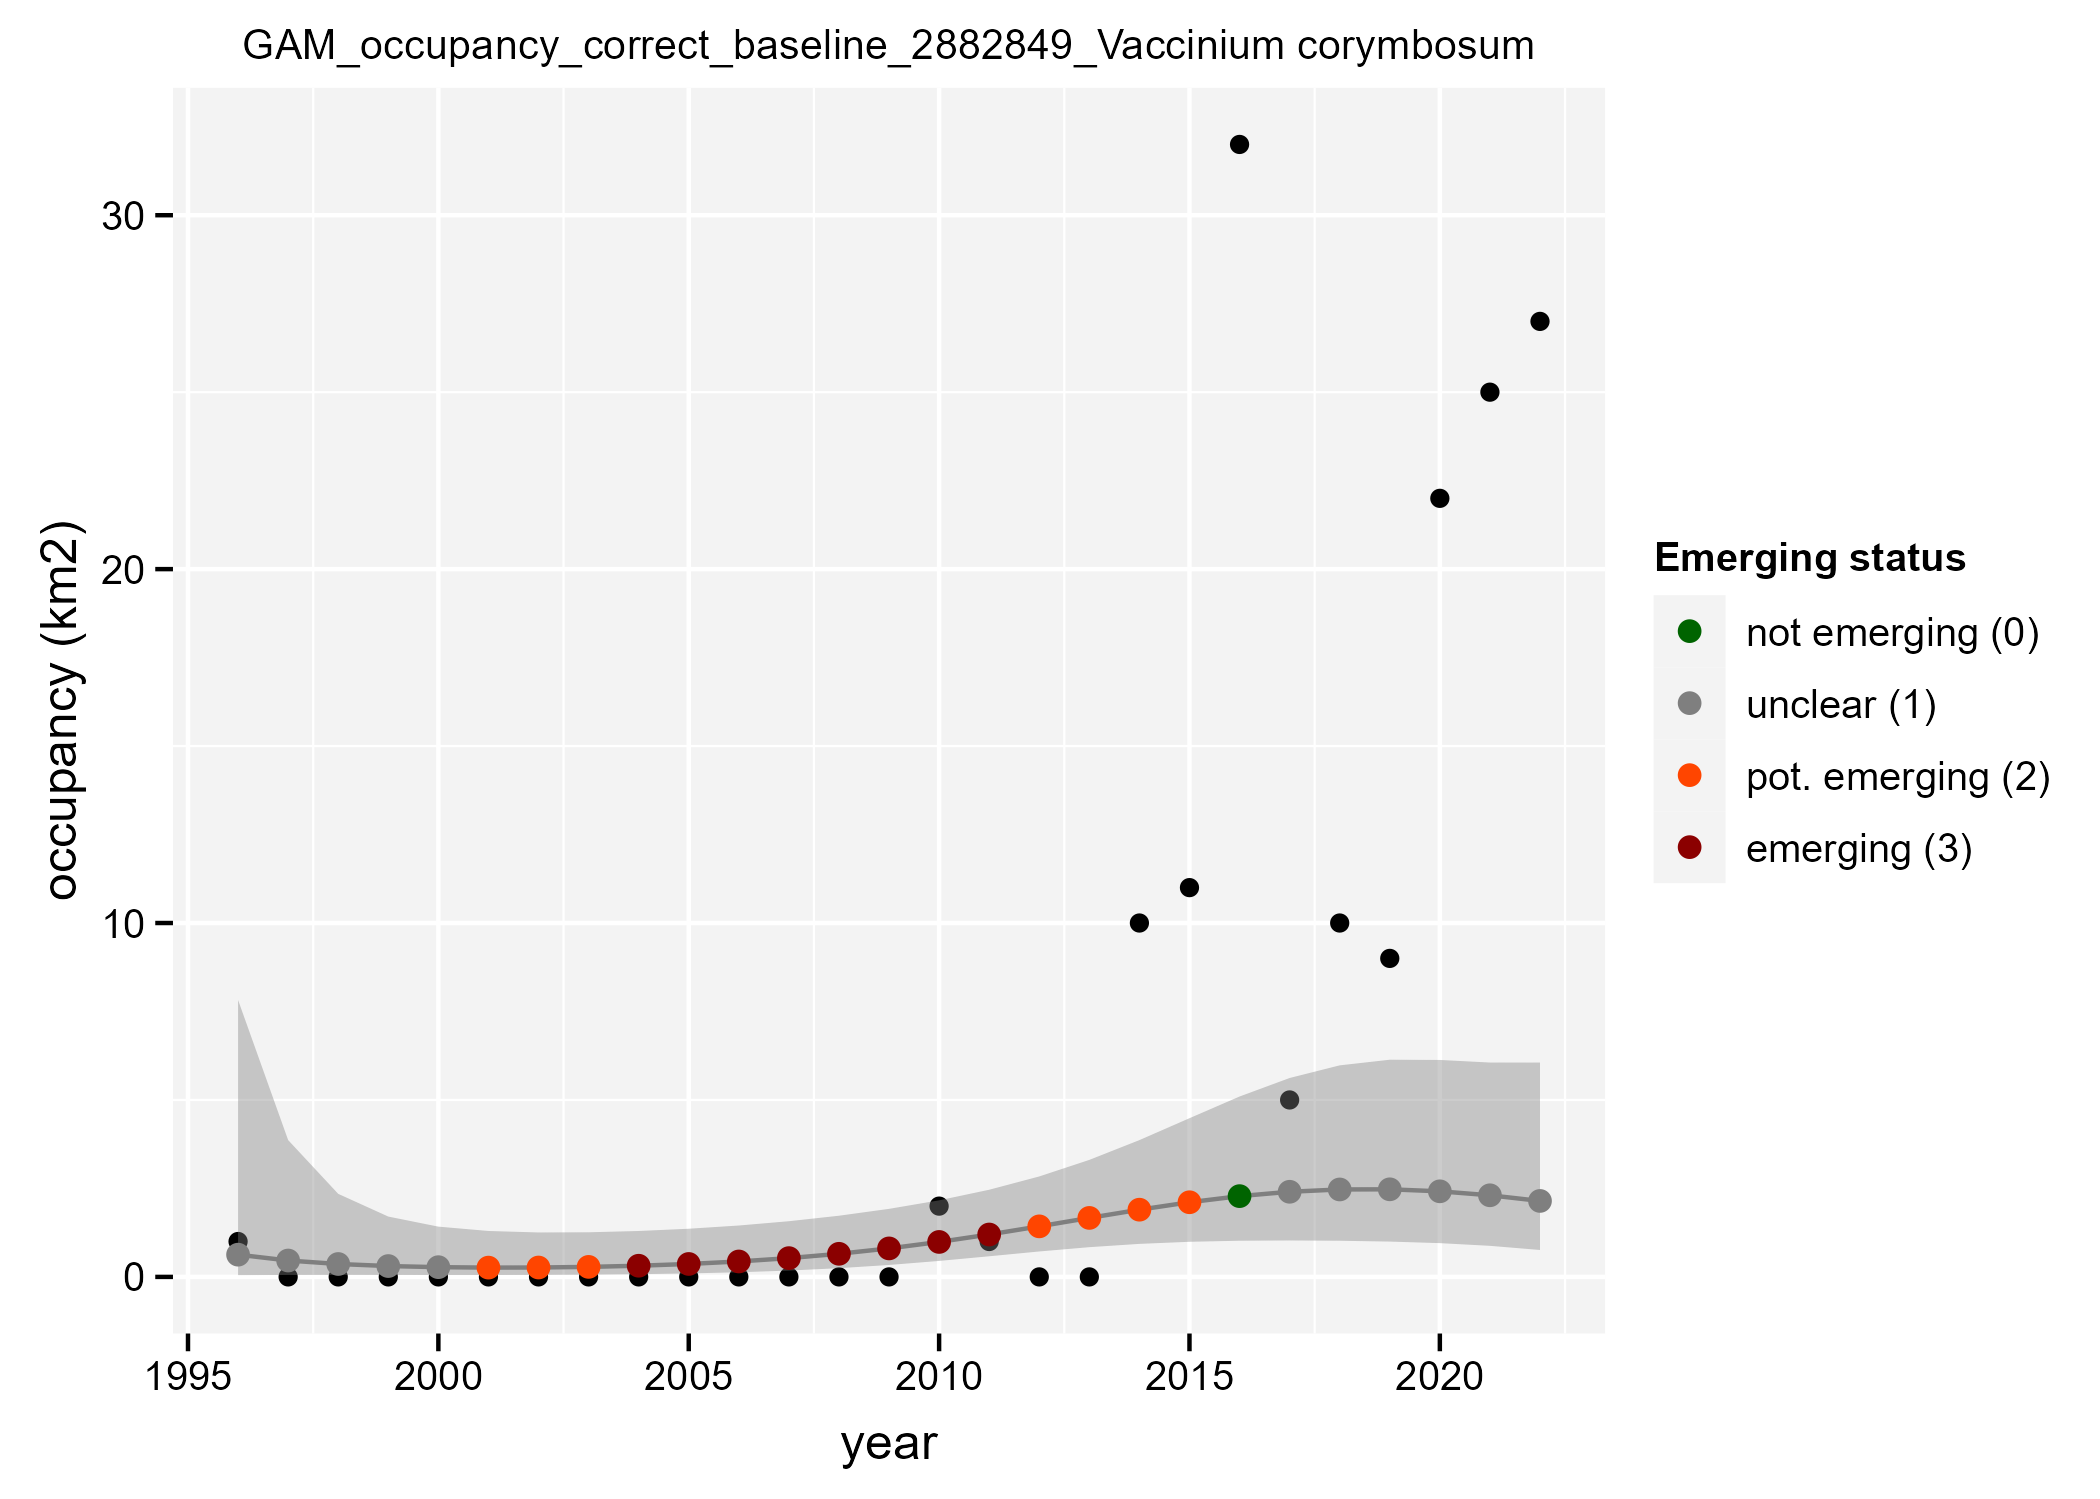 GAM_occupancy_correct_baseline_2882849_Vaccinium corymbosum
occupancy (km2)
30
20
10
0
1995 2000 2005 2010 2015 2020
year
Emerging status
not emerging (0)
unclear (1)
pot. emerging (2)
emerging (3)